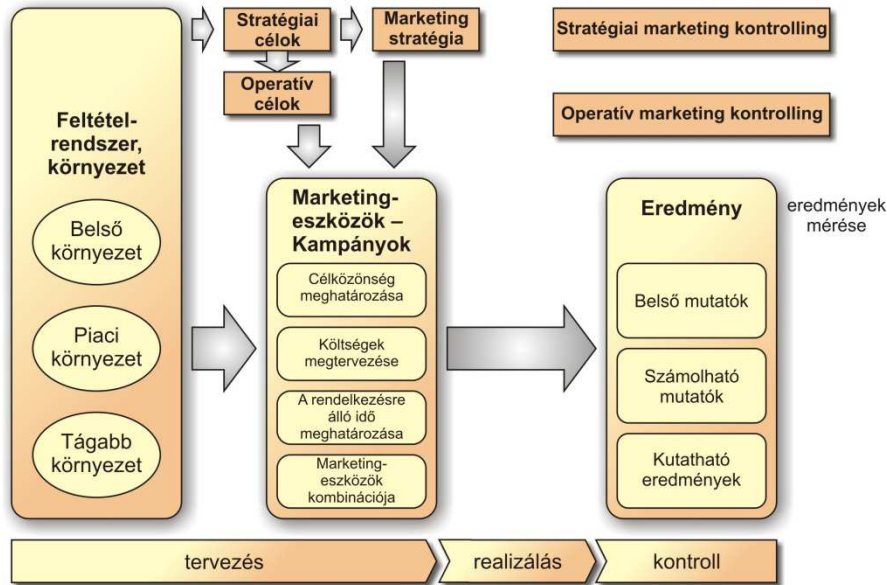 Stratégiai
célok
Marketing
stratégia
Stratégiai marketing kontrolling
Operatív
célok
Operatív marketing kontrolling
Feltétel-
rendszer,
környezet
Belső
környezet
Piaci
környezet
Tágabb
környezet
Marketing-
eszközök –
Kampányok
Célközönség
meghatározása
Költségek
megtervezése
A rendelkezésre
álló idő
meghatározása
Marketing-
eszközök
kombinációja
Eredmény
Belső mutatók
Számolható
mutatók
Kutatható
eredmények
eredmények
mérése
tervezés
realizálás
kontroll